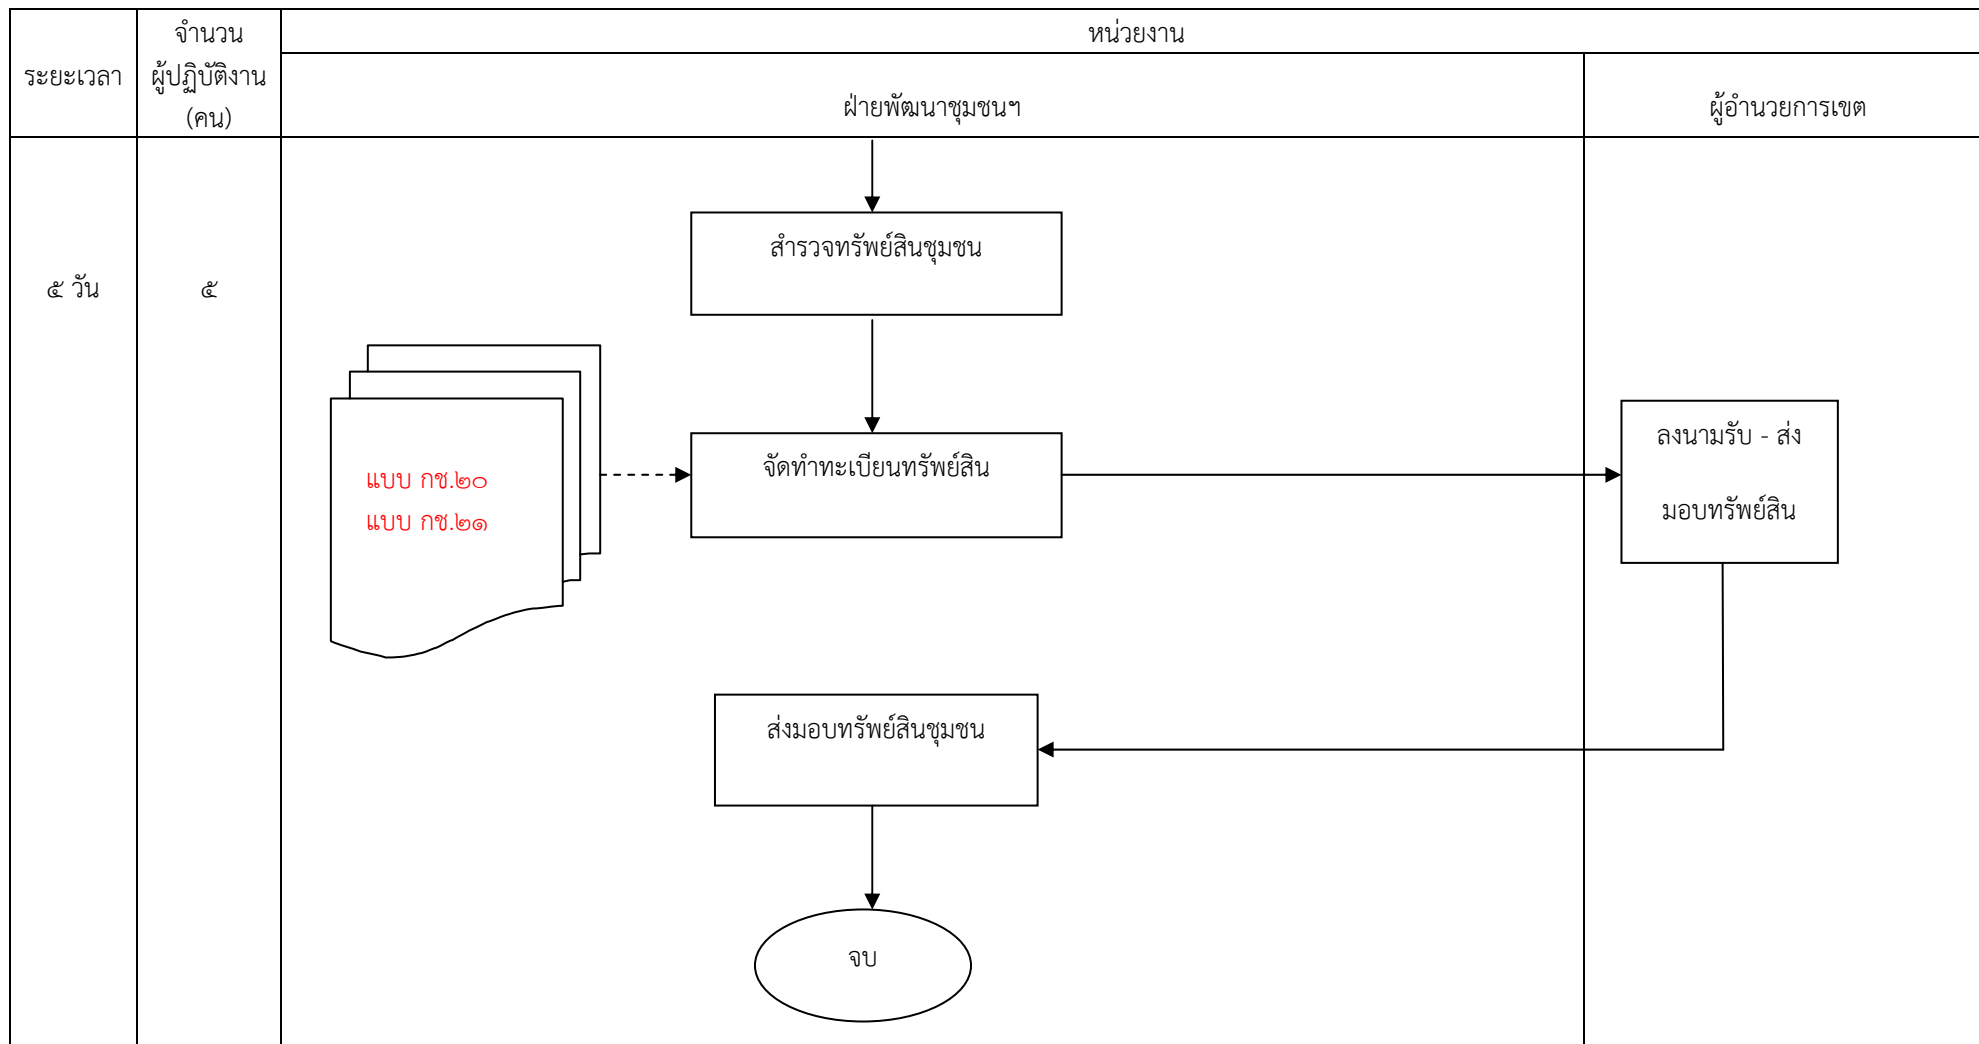 ระยะเวลา
จำนวน
ผู้ปฏิบัติงาน
(คน)
หน่วยงาน
ฝ่ายพัฒนาชุมชนฯ
ผู้อำนวยการเขต
๕ วัน
๕
สำรวจทรัพย์สินชุมชน
แบบ กช.๒๐
แบบ กช.๒๑
จัดทำทะเบียนทรัพย์สิน
ลงนามรับ - ส่ง
มอบทรัพย์สิน
ส่งมอบทรัพย์สินชุมชน
จบ